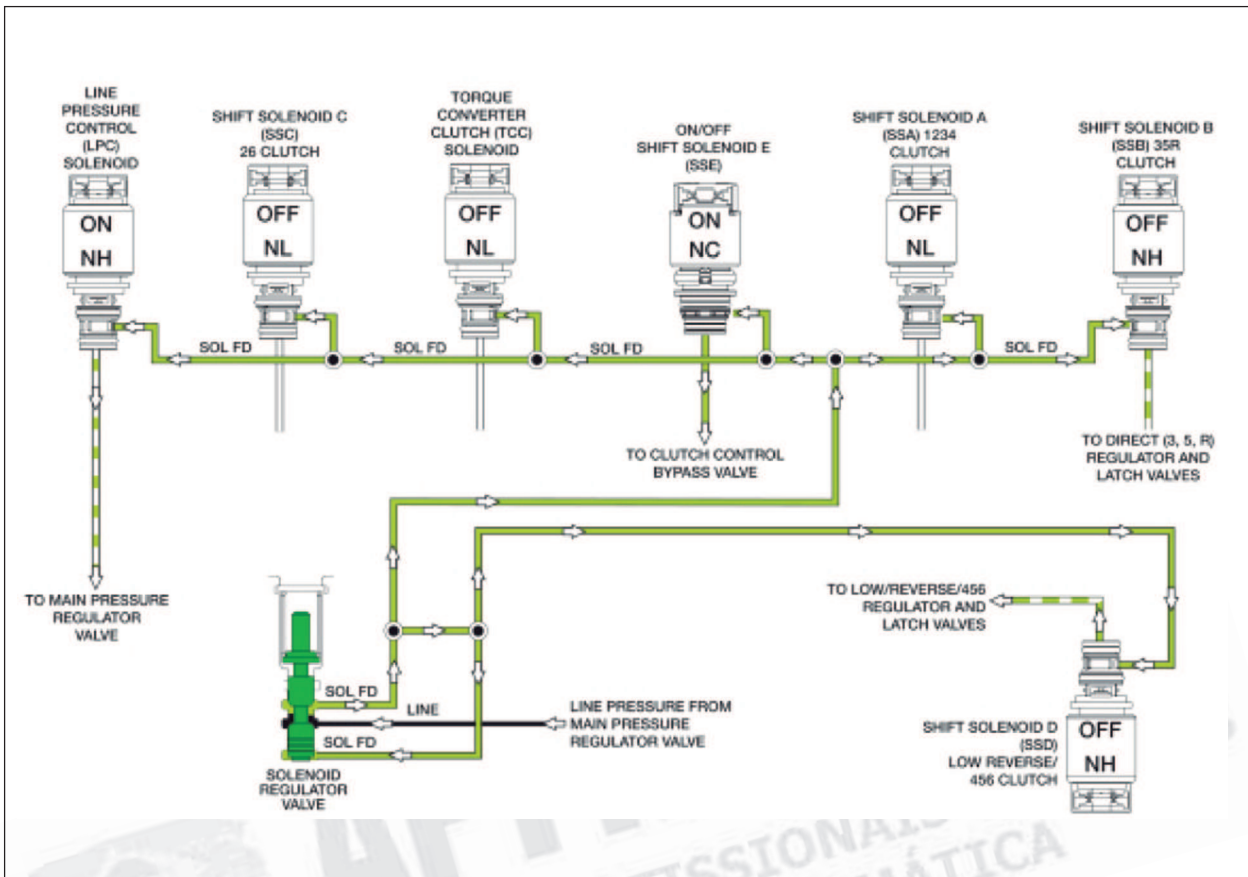 LINE
PRESSURE
CONTROL
(LPC)
SOLENOID
SHIFT SOLENOID C
(SSC)
26 CLUTCH
TORQUE
CONVERTER
CLUTCH (TCC)
SOLENOID
ON/OFF
SHIFT SOLENOID E
(SSE)
SHIFT SOLENOID A
(SSA) 1234
CLUTCH
SHIFT SOLENOID B
(SSB) 35R
CLUTCH
ON
NH
OFF
NL
OFF
NL
ON
NC
OFF
NL
OFF
NH
SOL FD
SOL FD
SOL FD
SOL FD
TO CLUTCH CONTROL
BYPASS VALVE
TO DIRECT (3, 5, R)
REGULATOR AND
LATCH VALVES
TO MAIN PRESSURE
REGULATOR
VALVE
TO LOW/REVERSE/456
REGULATOR AND
LATCH VALVES
SOL FD
LINE
SOL FD
LINE PRESSURE FROM
MAIN PRESSURE
REGULATOR VALVE
SOLENOID
REGULATOR
VALVE
SHIFT SOLENOID D
(SSD)
LOW REVERSE/
456 CLUTCH
OFF
NH